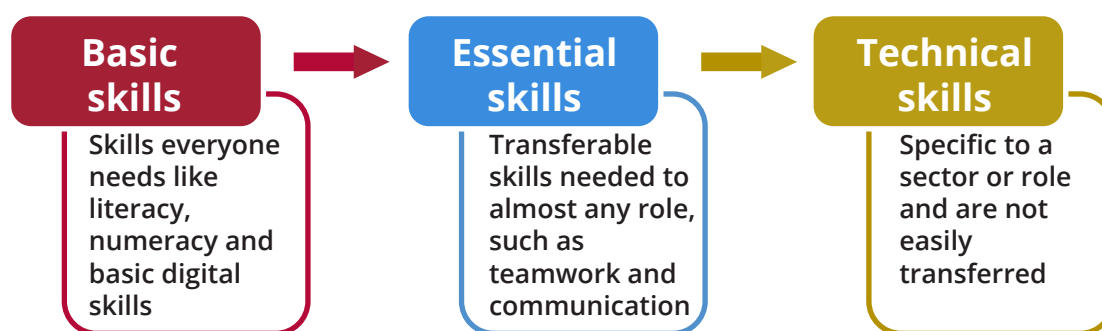 Basic
skills
Skills everyone
needs like
literacy,
numeracy and
basic digital
skills
Essential
skills
Transferable
skills needed to
almost any role,
such as
teamwork and
communication
Technical
skills
Specific to a
sector or role
and are not
easily
transferred